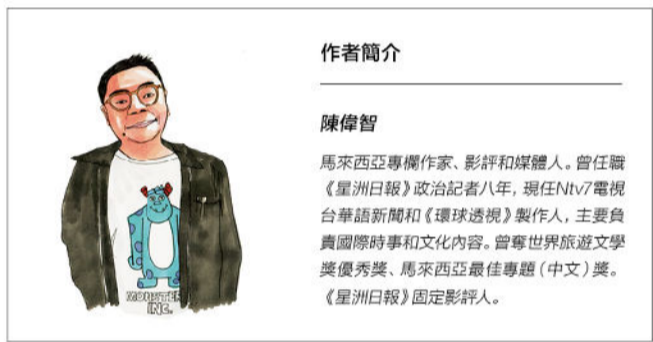 作者簡介
陳偉智
馬來西亞專欄作家、影評和媒體人。曾任職
《星洲日報》政治記者八年，現任Ntv7電視
台華語新聞和《環球透視》製作人，主要負
責國際時事和文化內容。曾奪世界旅遊文學
獎優秀獎、馬來西亞最佳專題（中文）獎。
《星洲日報》固定影評人。
MONSTER
INC.